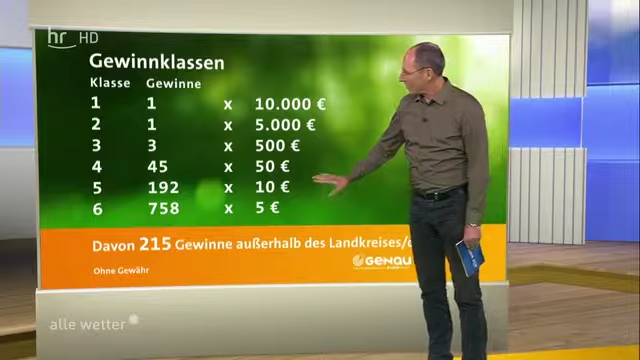 hr HD
Gewinnklassen
Klasse Gewinne
1 1 x 10.000 €
2 1 x 5.000 €
3 3 x 500 €
4 45 x 50 €
5 192 x 10 €
6 758 x 5 €
Davon 215 Gewinne außerhalb des Landkreises/
Ohne Gewähr
GENAU
alle wetter